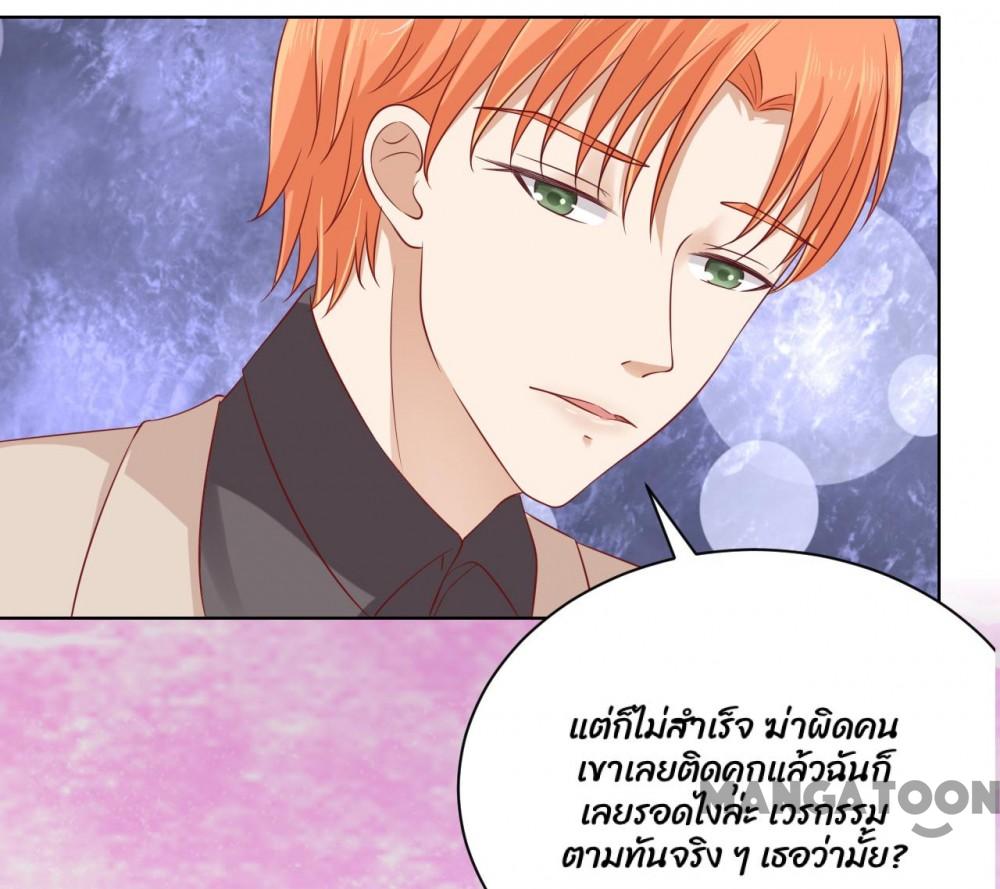 แต่ก็ไม่สำเร็จ ฆ่าผิดคน
เขาเลยติดคุกแล้วฉันก็
เลยรอดไงล่ะ เวรกรรม
ตามทันจริง ๆ เธอว่ามั้ย?
MANGATOON